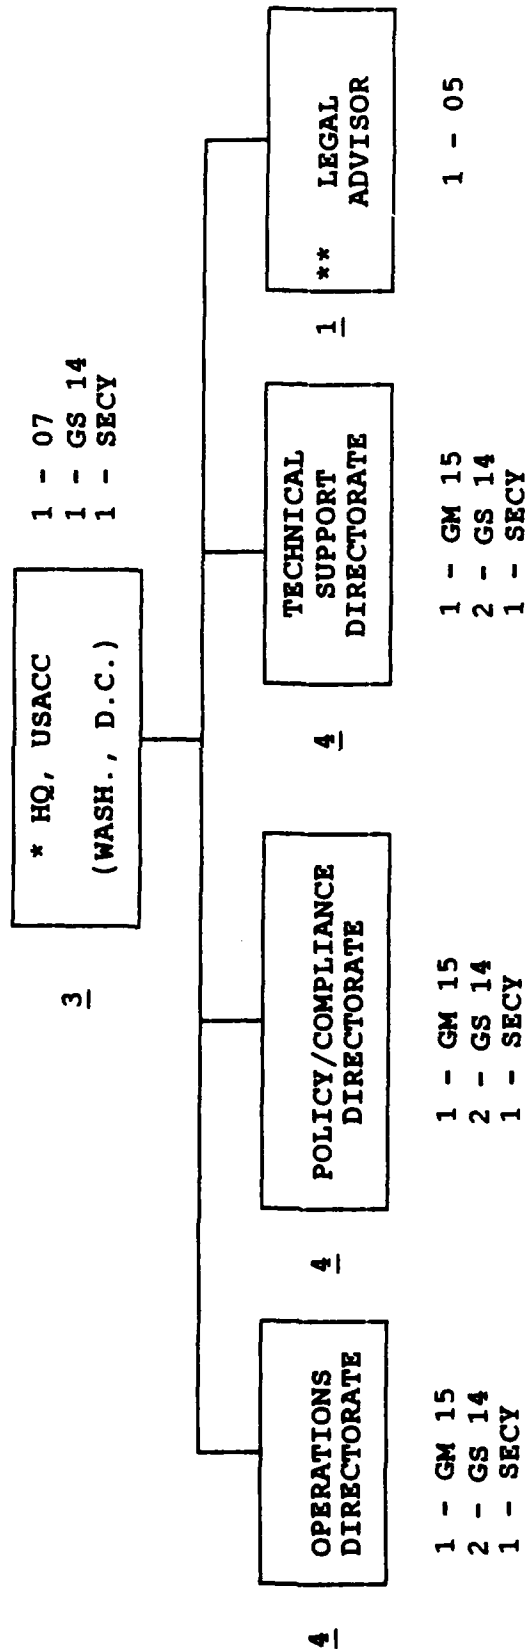 3
* HQ, USACC
(WASH., D.C.)
1 - 07
1 - GS 14
1 - SECY
4
OPERATIONS
DIRECTORATE
1 - GM 15
2 - GS 14
1 - SECY
4
POLICY/COMPLIANCE
DIRECTORATE
1 - GM 15
2 - GS 14
1 - SECY
4
TECHNICAL
SUPPORT
DIRECTORATE
1 - GM 15
2 - GS 14
1 - SECY
1
** LEGAL
ADVISOR
1 - 05